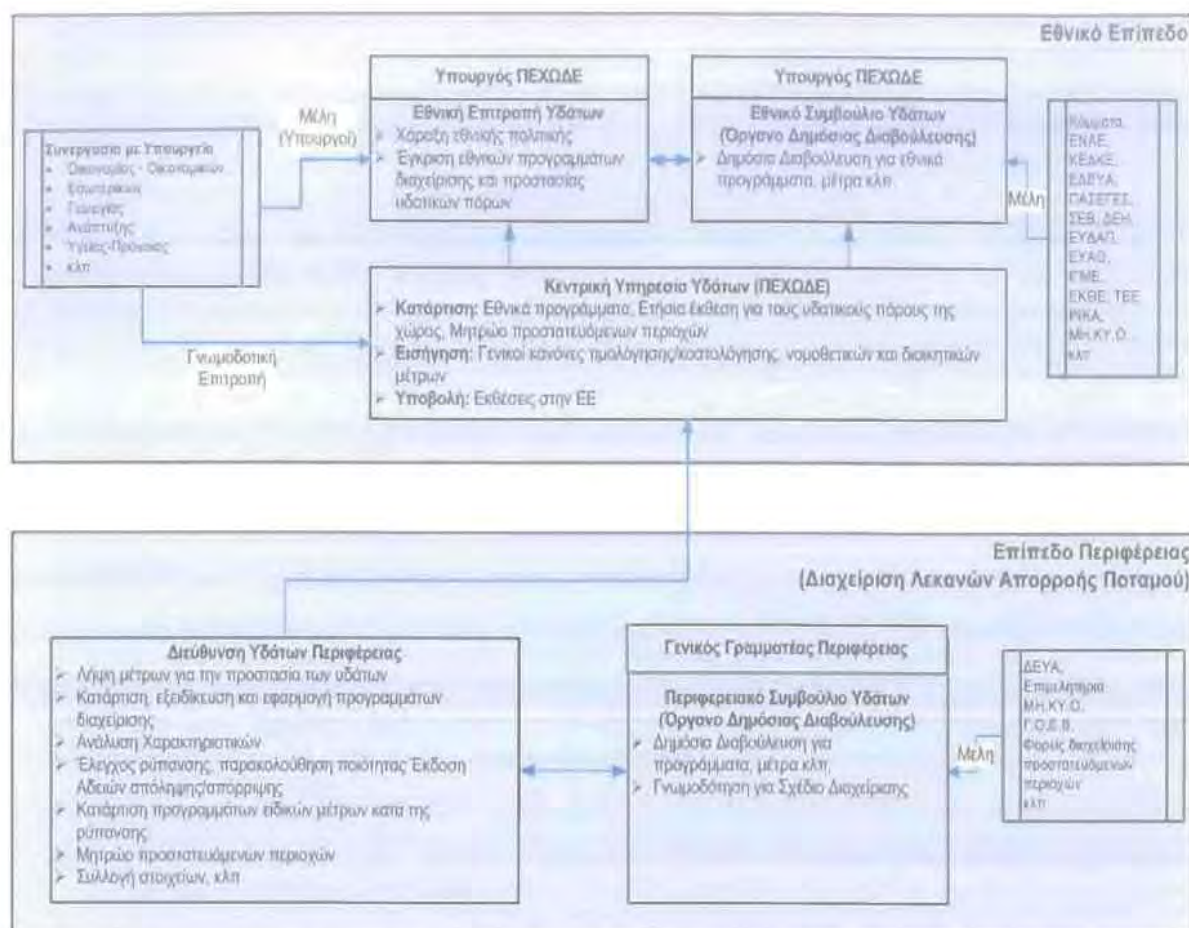 Εθνικό Επίπεδο
Υπουργός ΠΕΧΩΔΕ
Εθνική Επιτροπή Υδάτων
➢ Χάραξη εθνικής πολιτικής
➢ Έγκριση εθνικών προγραμμάτων
διαχείρισης και προστασίας
υδατικών πόρων
Υπουργός ΠΕΧΩΔΕ
Εθνικό Συμβούλιο Υδάτων
(Όργανο Δημόσιας Διαβούλευσης)
➢ Δημόσια Διαβούλευση για εθνικά
προγράμματα, μέτρα κλπ
Μέλη
(Υπουργοί)
Συνεργασία με Υπουργεία
• Οικονομίας - Οικονομικών
• Εσωτερικών
• Γεωργίας
• Ανάπτυξης
• Υγείας-Πρόνοιας
• κλπ
Μέλη
Κόμματα,
ΕΝΑΕ,
ΚΕΔΚΕ,
ΕΔΕΥΑ,
ΠΑΣΕΓΕΣ,
ΣΕΒ, ΔΕΗ,
ΕΥΔΑΠ,
ΕΥΑΘ,
ΙΓΜΕ,
ΕΚΘΕ, ΤΕΕ
ΜΗ.ΚΥ.Ο.,
κλπ
Κεντρική Υπηρεσία Υδάτων (ΠΕΧΩΔΕ)
➢ Κατάρτιση: Εθνικά προγράμματα, Ετήσια έκθεση για τούς υδατικούς πόρους της
χώρας, Μητρώο προστατευόμενων περιοχών
➢ Εισήγηση: Γενικοί κανόνες τιμολόγησης/κοστολόγησης, νομοθετικών και διοικητικών
μέτρων
➢ Υποβολή: Εκθέσεις στην ΕΕ
Γνωμοδοτική
Επιτροπή
Επίπεδο Περιφέρειας
(Διαχείριση Λεκανών Απορροής Ποταμού)
Διεύθυνση Υδάτων Περιφέρειας
➢ Λήψη μέτρων για την προστασία των υδάτων
➢ Κατάρτιση, εξειδίκευση και εφαρμογή προγραμμάτων
διαχείρισης
➢ Ανάλυση Χαρακτηριστικών
➢ Έλεγχος ρύπανσης, παρακολούθηση ποιότητας Έκδοση
Αδειών απόληψης/απόρριψης
➢ Κατάρτιση προγραμμάτων ειδικών μέτρων κατά της
ρύπανσης
➢ Μητρώο προστατευόμενων περιοχών
➢ Συλλογή στοιχείων, κλπ
Γενικός Γραμματέας Περιφέρειας
Περιφερειακό Συμβούλιο Υδάτων
(Όργανο Δημόσιας Διαβούλευσης)
➢ Δημόσια Διαβούλευση για
προγράμματα, μέτρα κλπ,
➢ Γνωμοδότηση για Σχέδιο Διαχείρισης
Μέλη
ΔΕΥΑ,
Επιμελητήρια
ΜΗ.ΚΥ.Ο.,
Γ.Ο.Ε.Β.,
Φορείς διαχείρισης
προστατευόμενων
περιοχών
κλπ